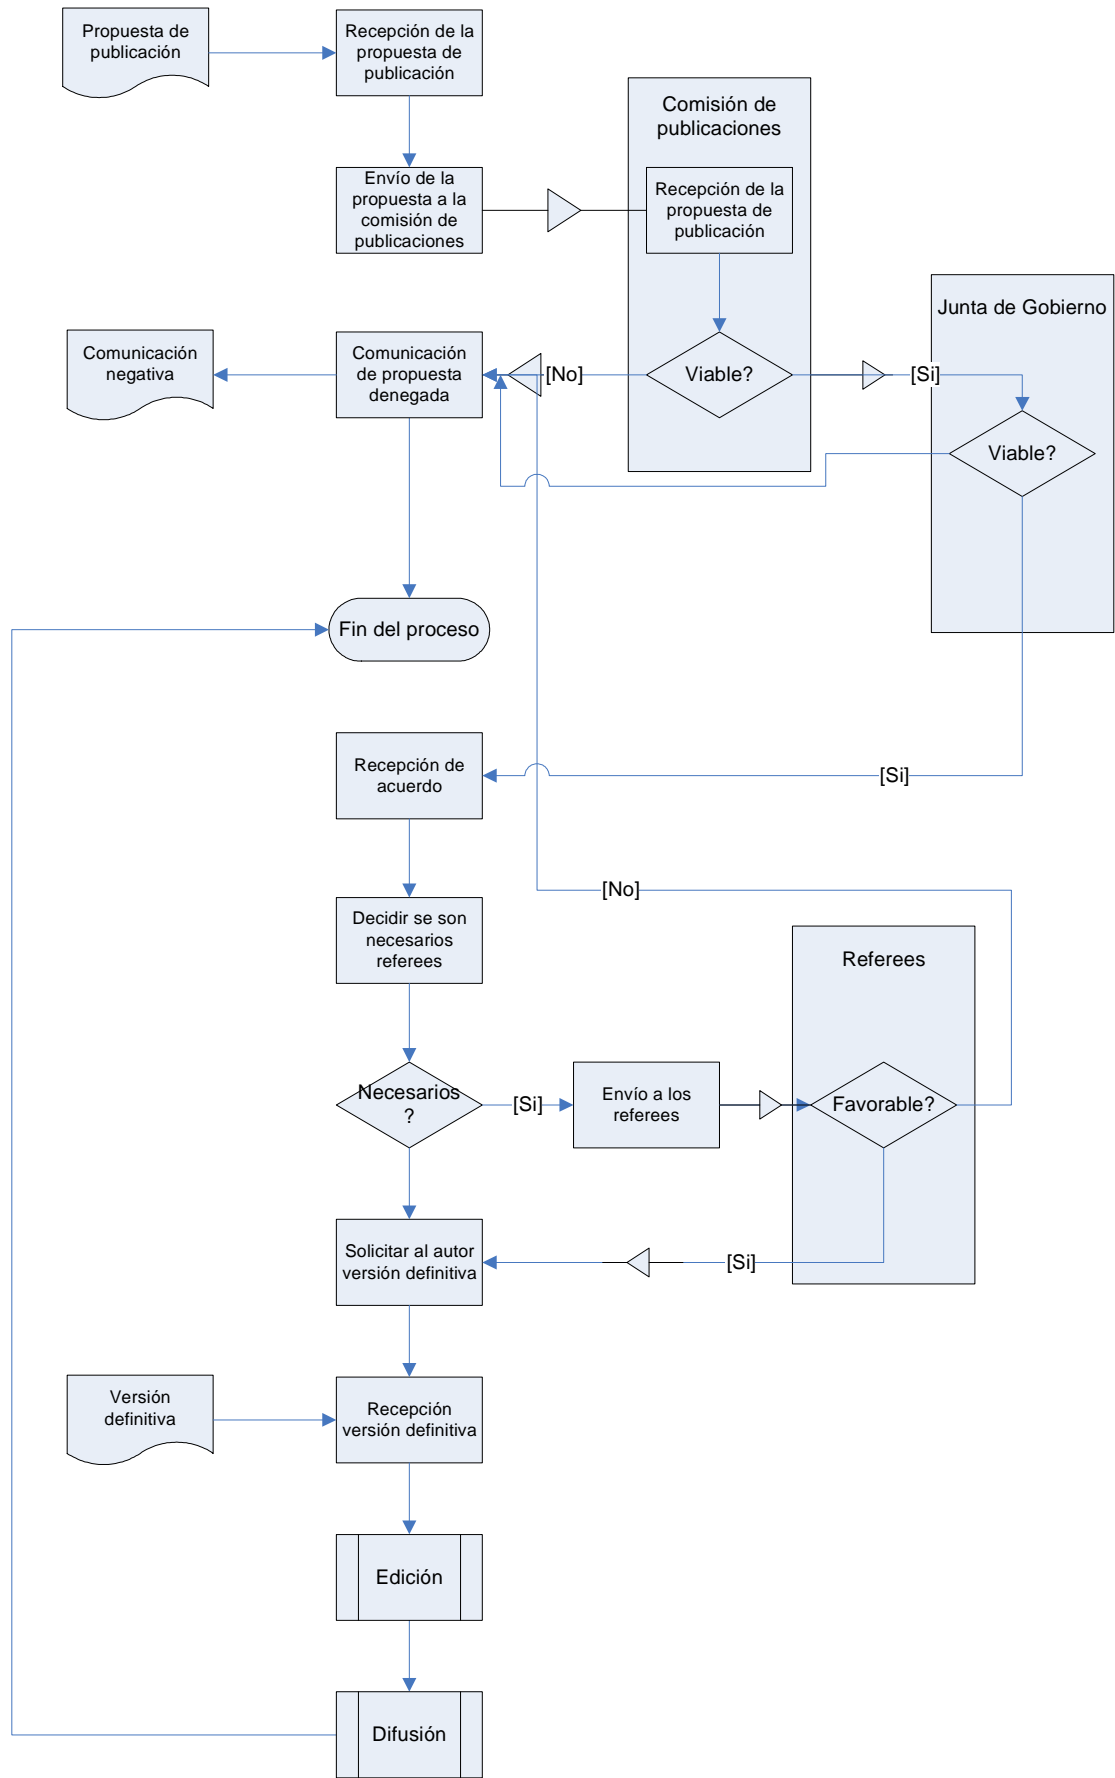 Propuesta de
publicación
Recepción de la
propuesta de
publicación
Comisión de
publicaciones
Envío de la
propuesta a la
comisión de
publicaciones
Recepción de la
propuesta de
publicación
Junta de Gobierno
Comunicación
negativa
Comunicación
de propuesta
denegada
[No]
Viable?
[Si]
Viable?
Fin del proceso
Recepción de
acuerdo
[Si]
[No]
Decidir se son
necesarios
referees
Referees
Necesarios
?
[Si]
Envío a los
referees
Favorable?
Solicitar al autor
versión definitiva
[Si]
Versión
definitiva
Recepción
versión definitiva
Edición
Difusión